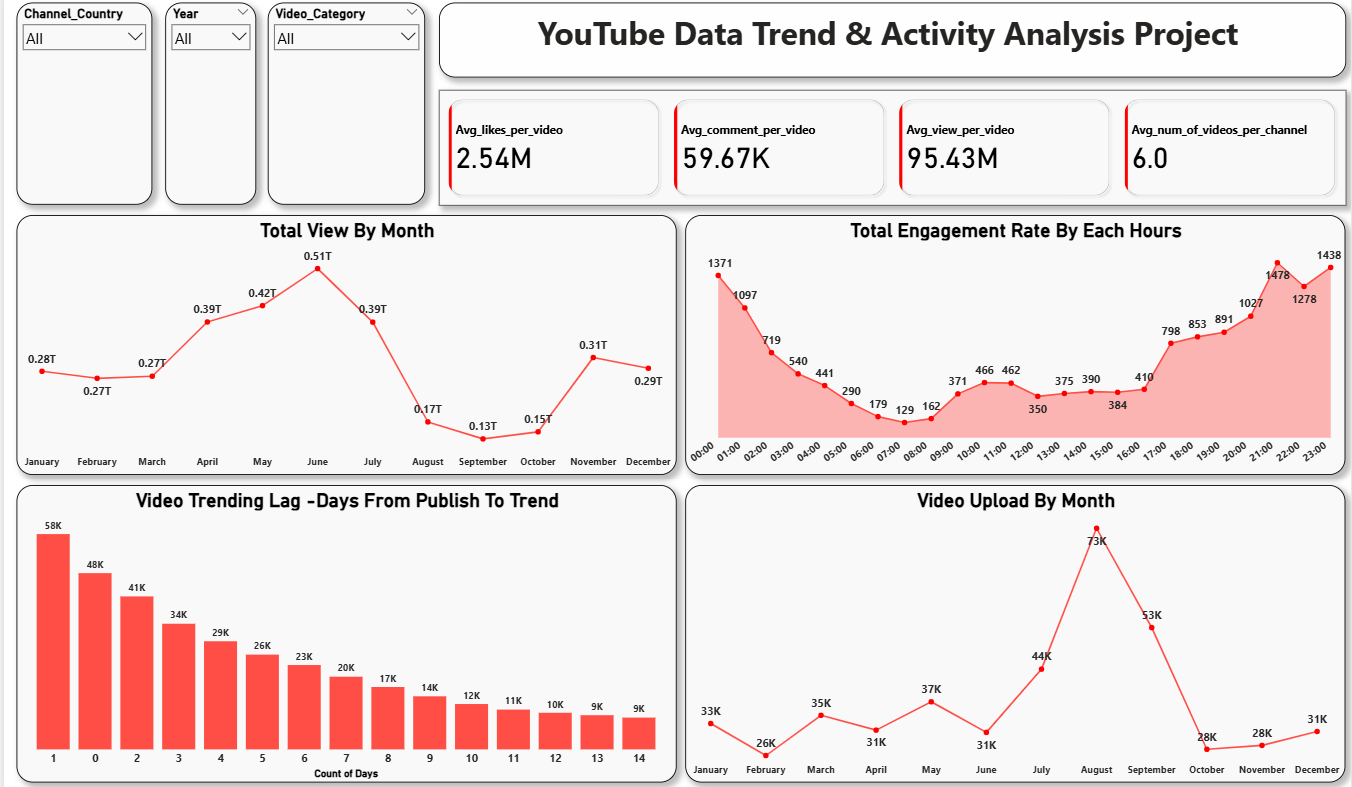 Channel_Country
All
Year
All
Video_Category
All
YouTube Data Trend & Activity Analysis Project
Avg_likes_per_video
2.54M
Avg_comment_per_video
59.67K
Avg_view_per_video
95.43M
Avg_num_of_videos_per_channel
6.0
Total View By Month
0.28T
0.27T
0.27T
0.39T
0.42T
0.51T
0.39T
0.17T
0.13T
0.15T
0.31T
0.29T
January February March April May June July August September October November December
Total Engagement Rate By Each Hours
1371
1097
719
540
441
290
179
129
162
371
466
462
350
375
390
384
410
798
853
891
1027
1478
1278
1438
00:00 01:00 02:00 03:00 04:00 05:00 06:00 07:00 08:00 09:00 10:00 11:00 12:00 13:00 14:00 15:00 16:00 17:00 18:00 19:00 20:00 21:00 22:00 23:00
Video Trending Lag -Days From Publish To Trend
58K
48K
41K
34K
29K
26K
23K
20K
17K
14K
12K
11K
10K
9K
9K
1 0 2 3 4 5 6 7 8 9 10 11 12 13 14
Count of Days
Video Upload By Month
33K
26K
35K
31K
37K
31K
44K
73K
53K
28K
28K
31K
January February March April May June July August September October November December